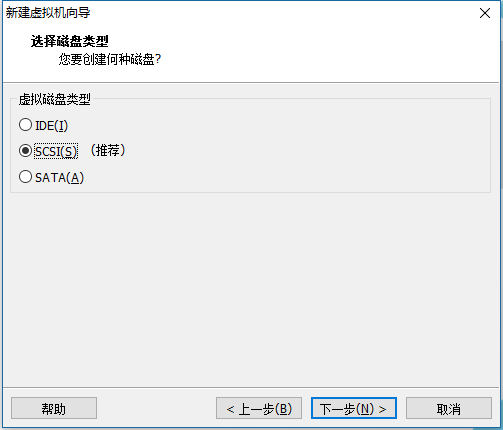 新建虚拟机向导
选择磁盘类型
您要创建何种磁盘?
虚拟磁盘类型
IDE(I)
SCSI(S) （推荐）
SATA(A)
帮助 < 上一步(B) 下一步(N) > 取消